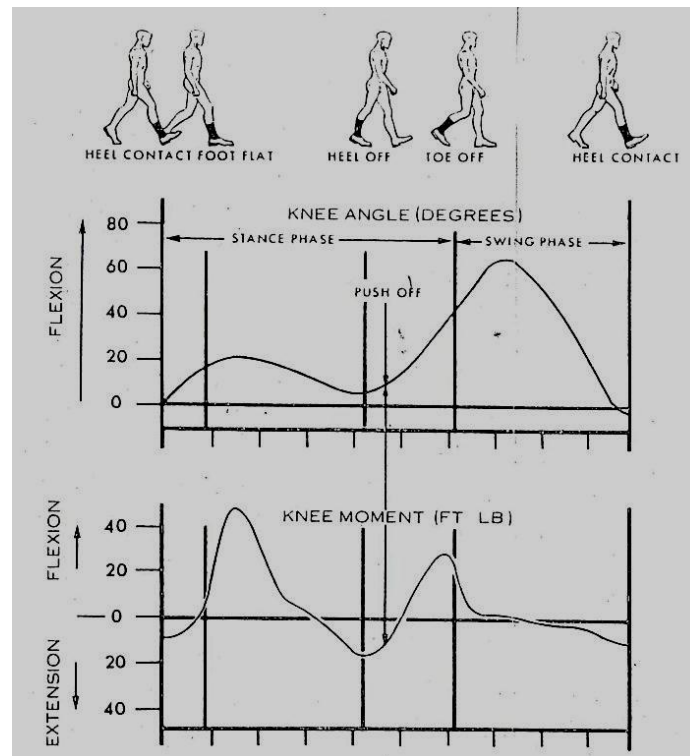 HEEL CONTACT FOOT FLAT
HEEL OFF
TOE OFF
HEEL CONTACT
KNEE ANGLE (DEGREES)
STANCE PHASE
SWING PHASE
PUSH OFF
FLEXION
80
60
40
20
0
KNEE MOMENT (FT LB)
FLEXION
EXTENSION
40
20
0
20
40